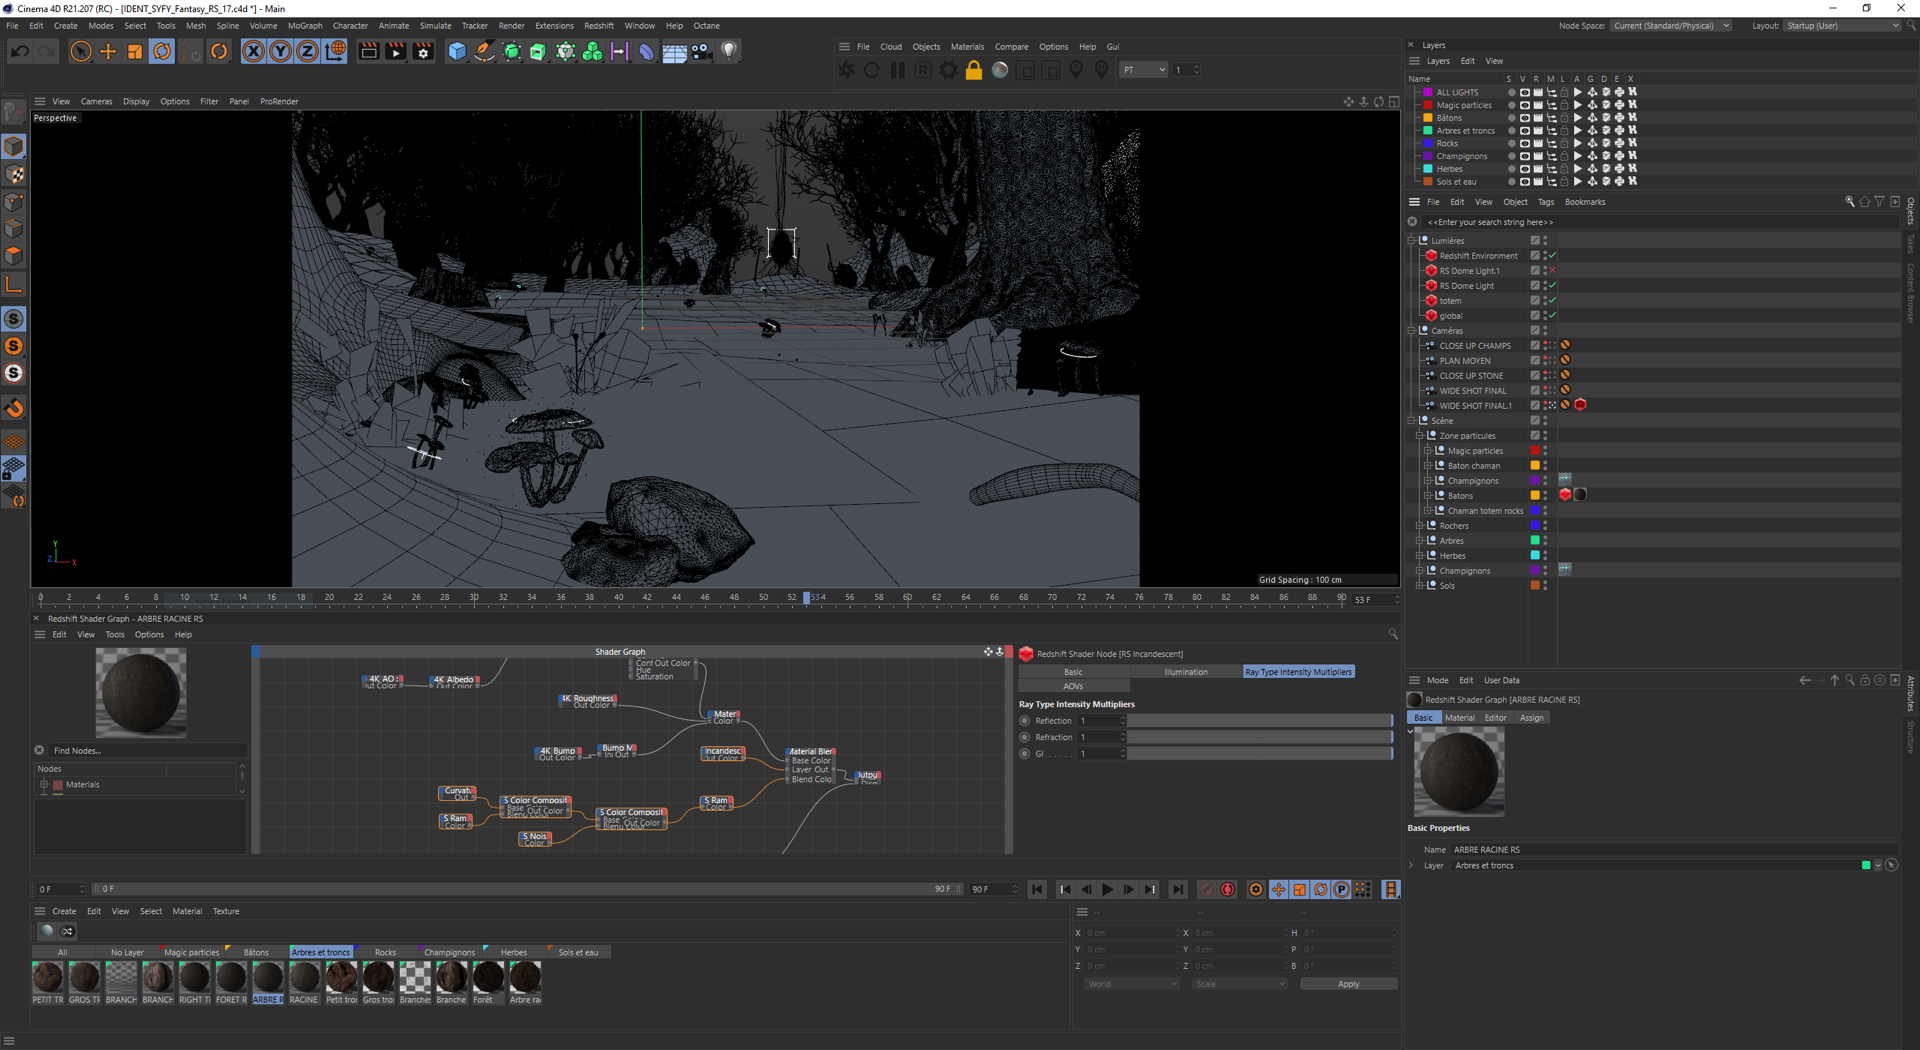 Cinema 4D R21.207 (RC) - [IDENT_SYFY_Fantasy_RS_17.c4d *] - Main
File Edit Create Modes Select Tools Mesh Spline Volume MoGraph Character Animate Simulate Tracker Render Extensions Redshift Window Help Octane
Node Space: Current (Standard/Physical) Layout: Startup (User)
File Cloud Objects Materials Compare Options Help Gui
PT 1
View Cameras Display Options Filter Panel ProRender
Perspective
Grid Spacing : 100 cm
0 2 4 6 8 10 12 14 16 18 20 22 24 26 28 30 32 34 36 38 40 42 44 46 48 50 52 53 4 56 58 60 62 64 66 68 70 72 74 76 78 80 82 84 86 88 90 53 F
Layers
Layers Edit View
Name S V R M L A G D E X
ALL LIGHTS
Magic particles
Bâtons
Arbres et troncs
Rocks
Champignons
Herbes
Sois et eau
File Edit View Object Tags Bookmarks
<<Enter your search string here>>
Lumières
Redshift Environment
RS Dome Light.1
RS Dome Light
totem
global
Caméras
CLOSE UP CHAMPS
PLAN MOYEN
CLOSE UP STONE
WIDE SHOT FINAL
WIDE SHOT FINAL.1
Scène
Zone particules
Magic particles
Baton chaman
Champignons
Batons
Chaman totem rocks
Rochers
Arbres
Herbes
Champignons
Sois
Objects
Takes
Content Browser
Redshift Shader Graph - ARBRE RACINE RS
Edit View Tools Options Help
Find Nodes...
Nodes
Materials
Shader Graph
Cont Out Color
Hue
Saturation
4K AO
Out Color
4K Albedo
Out Color
4K Roughness
Out Color
Mater
Color
4K Bump
Out Color
Bump M
Out
Incandesc
Out Color
Material Blen
Base Color
Layer Out
Blend Colo
Curvatu
Out
S Color Composit
Base
Out Color
S Ram
Color
S Color Composit
Out Color
S Ram
Color
S Nois
Color
Redshift Shader Node [RS Incandescent]
Basic Illumination Ray Type Intensity Multipliers
AOVs
Ray Type Intensity Multipliers
Reflection 1
Refraction 1
GI . . . . . 1
0 F 0 F 90 F 90 F
Create Edit View Select Material Texture
All No Layer Magic particles Bâtons Arbres et troncs Rocks Champignons Herbes Sois et eau
PETIT TR GROS TF BRANCH BRANCH RIGHT TI FORET R ARBRE R RACINE Petit tror Gros troi Branche: Branche Forêt Arbre rac
-- -- --
X 0 cm X 0 cm H 0 °
Y 0 cm Y 0 cm P 0 °
Z 0 cm Z 0 cm B 0 °
World Scale Apply
Mode Edit User Data
Redshift Shader Graph [ARBRE RACINE RS]
Basic Material Editor Assign
Basic Properties
Name ARBRE RACINE RS
Layer Arbres et troncs
Attributes
Structure